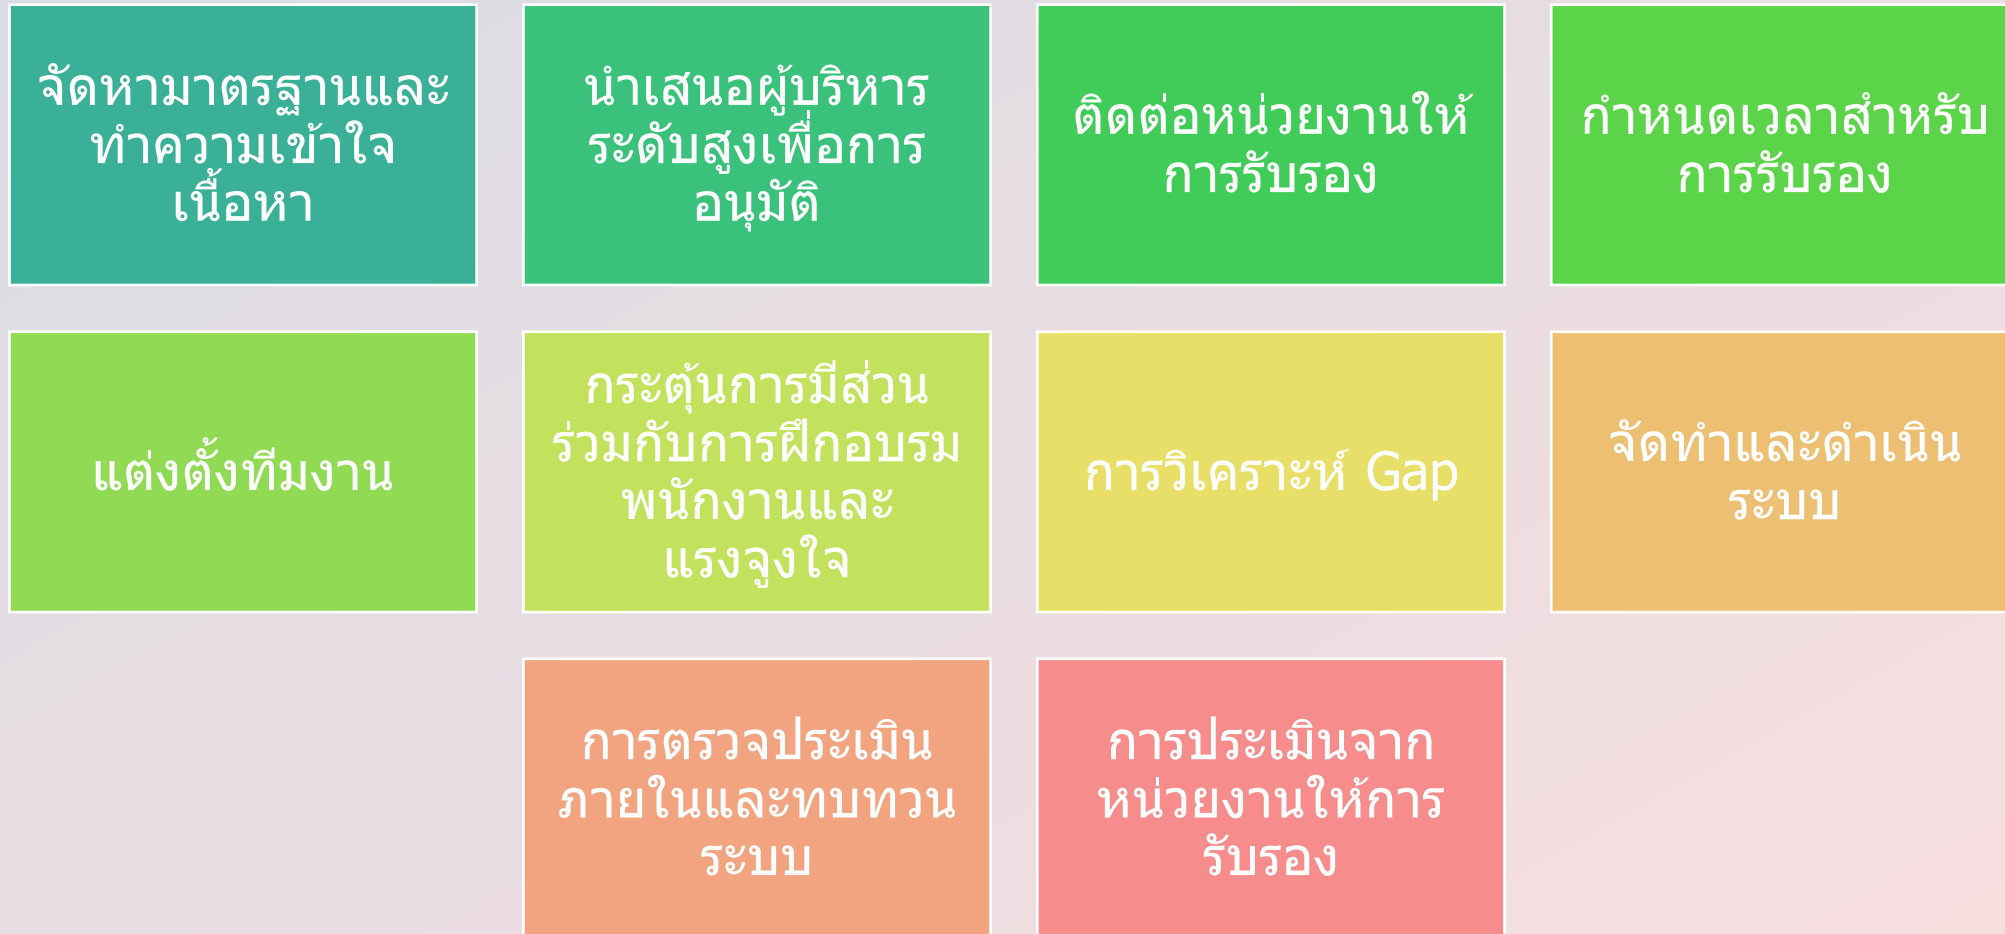 จัดหามาตรฐานและ
ทำความเข้าใจ
เนื้อหา
นำเสนอผู้บริหาร
ระดับสูงเพื่อการ
อนุมัติ
ติดต่อหน่วยงานให้
การรับรอง
กำหนดเวลาสำหรับ
การรับรอง
แต่งตั้งทีมงาน
กระตุ้นการมีส่วน
ร่วมกับการฝึกอบรม
พนักงานและ
แรงจูงใจ
การวิเคราะห์ Gap
จัดทำและดำเนิน
ระบบ
การตรวจประเมิน
ภายในและทบทวน
ระบบ
การประเมินจาก
หน่วยงานให้การ
รับรอง